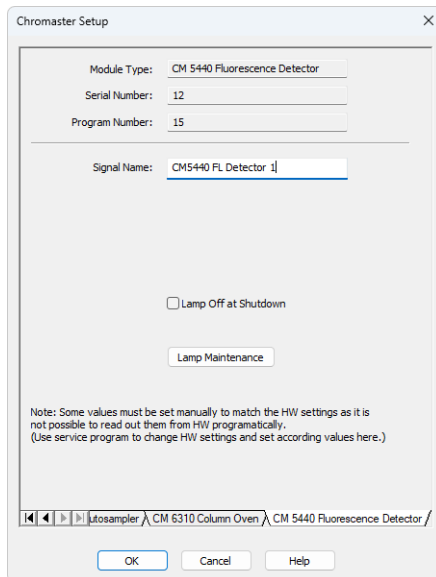 Chromaster Setup
Module Type: CM 5440 Fluorescence Detector
Serial Number: 12
Program Number: 15
Signal Name: CM5440 FL Detector 1
Lamp Off at Shutdown
Lamp Maintenance
Note: Some values must be set manually to match the HW settings as it is
not possible to read out them from HW programatically.
(Use service program to change HW settings and set according values here.)
utosampler CM 6310 Column Oven CM 5440 Fluorescence Detector
OK Cancel Help